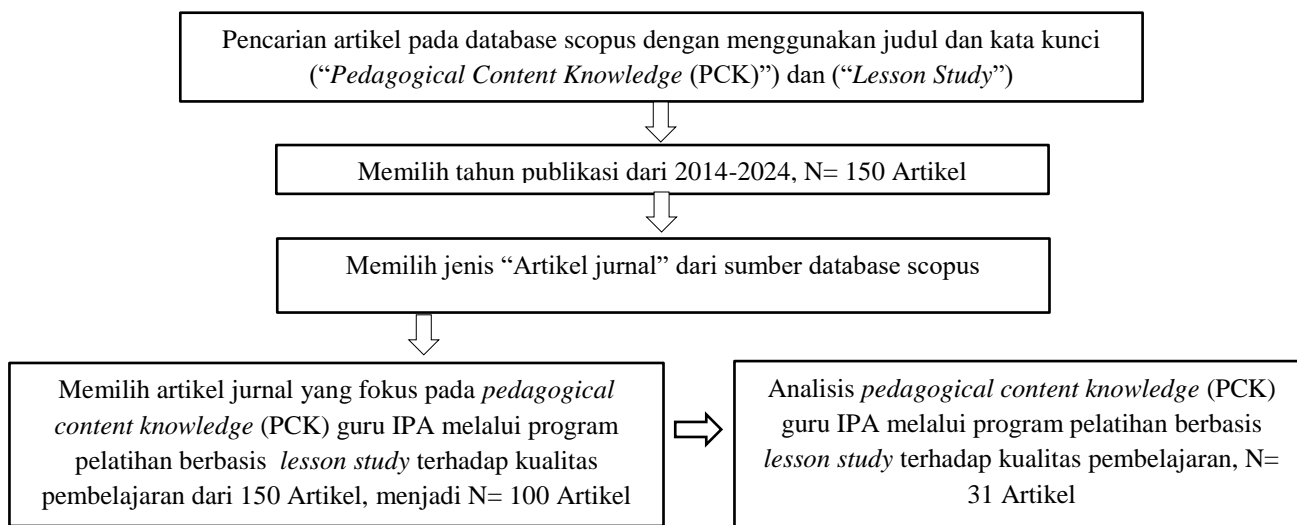 Pencarian artikel pada database scopus dengan menggunakan judul dan kata kunci
(“Pedagogical Content Knowledge (PCK)”) dan (“Lesson Study”)
Memilih tahun publikasi dari 2014-2024, N= 150 Artikel
Memilih jenis “Artikel jurnal” dari sumber database scopus
Memilih artikel jurnal yang fokus pada pedagogical
content knowledge (PCK) guru IPA melalui program
pelatihan berbasis lesson study terhadap kualitas
pembelajaran dari 150 Artikel, menjadi N= 100 Artikel
Analisis pedagogical content knowledge (PCK)
guru IPA melalui program pelatihan berbasis
lesson study terhadap kualitas pembelajaran, N=
31 Artikel